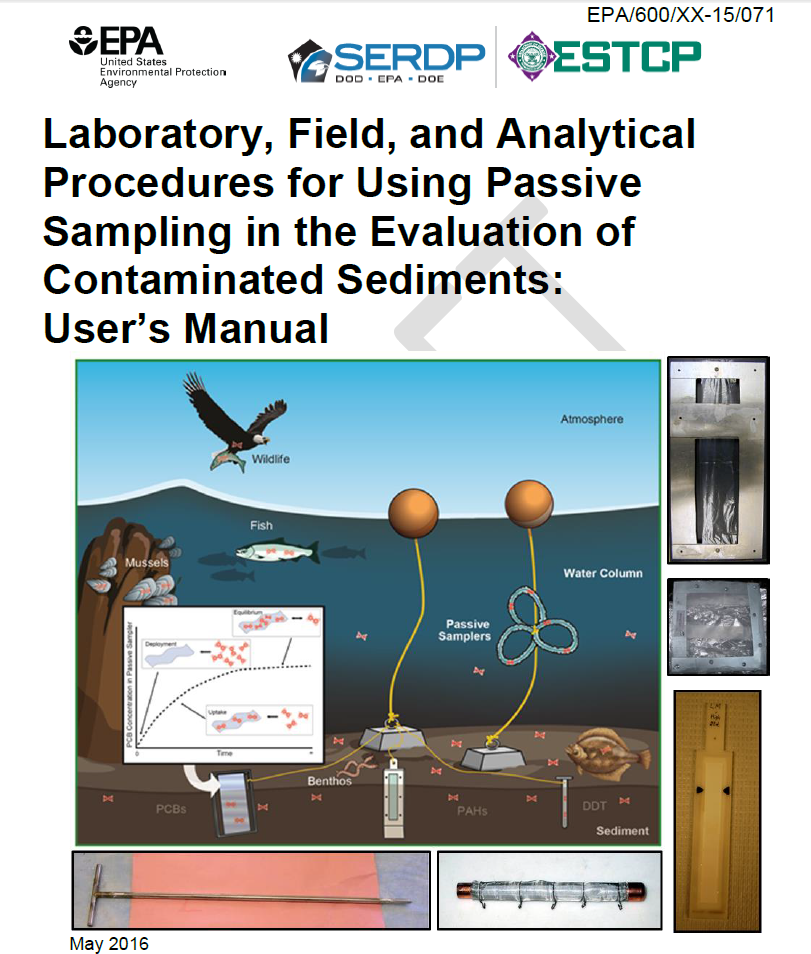 EPA/600/XX-15/071
EPA
United States
Environmental Protection
Agency
SERDP
DOD • EPA • DOE
ESTCP
Laboratory, Field, and Analytical
Procedures for Using Passive
Sampling in the Evaluation of
Contaminated Sediments:
User's Manual
Atmosphere
Wildlife
Fish
Mussels
Water Column
Passive
Samplers
PCB Concentration in Passive Sampler
Equilibrium
Deployment
Uptake
0
Time
Benthos
PCBs
PAHs
DDT
Sediment
May 2016